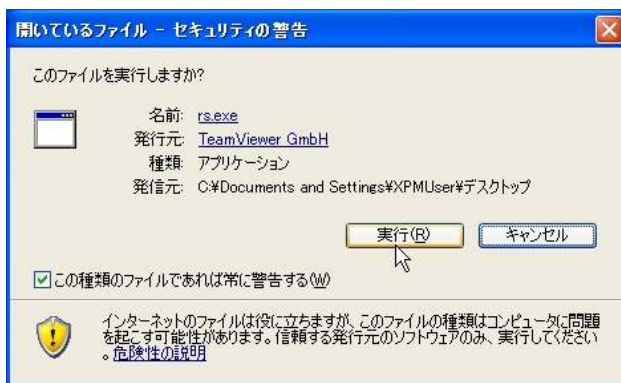 開いているファイル - セキュリティの警告
このファイルを実行しますか?
名前: rs.exe
発行元: TeamViewer GmbH
種類: アプリケーション
発信元: C:¥Documents and Settings¥XPMUser¥デスクトップ
実行(R) キャンセル
この種類のファイルであれば常に警告する(W)
インターネットのファイルは役に立ちますが、このファイルの種類はコンピュータに問題
を起こす可能性があります。信頼する発行元のソフトウェアのみ、実行してください
。危険性の説明